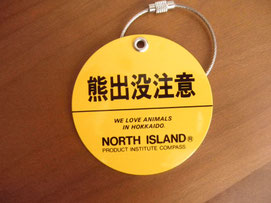 熊出没注意
WE LOVE ANIMALS
IN HOKKAIDO.
NORTH ISLAND®
PRODUCT INSTITUTE COMPASS